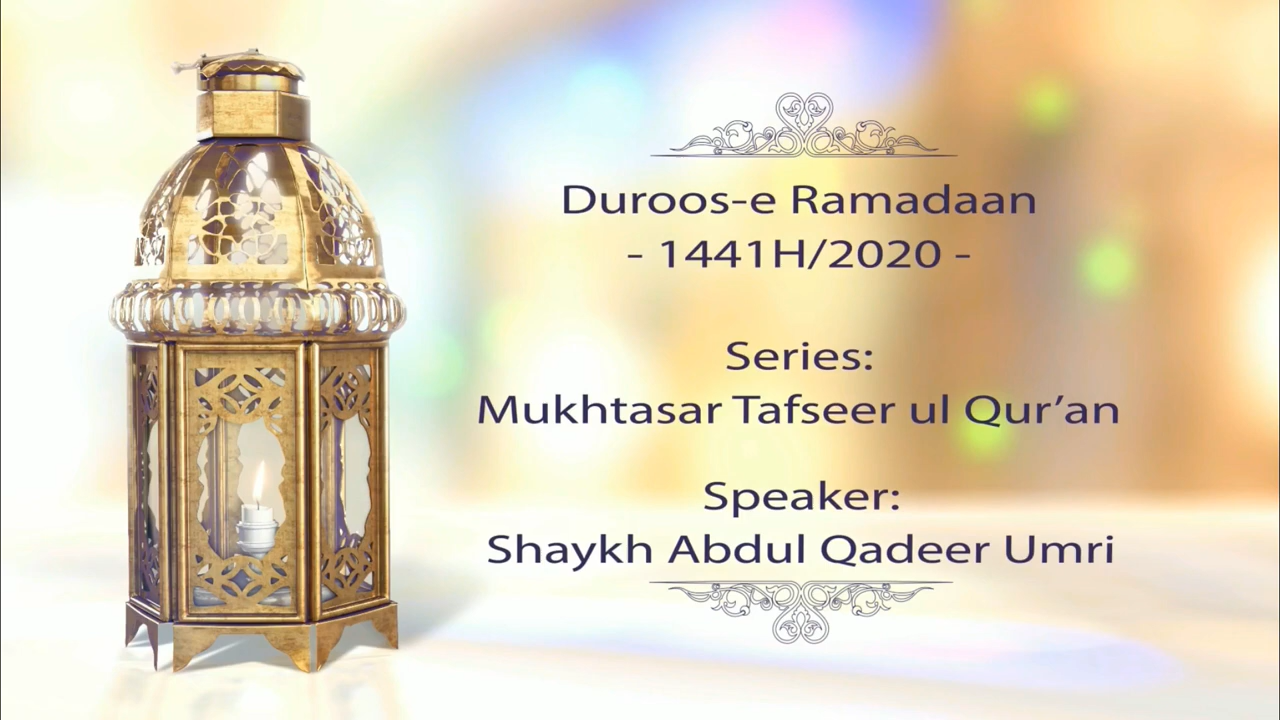 Duroos-e Ramadaan
- 1441H/2020 -
Series:
Mukhtasar Tafseer ul Qur’an
Speaker:
Shaykh Abdul Qadeer Umri